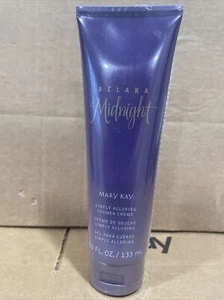 BELARA
Midnight
MARY KAY
SIMPLY ALLURING
SHOWER CRÈME
CRÈME DE DOUCHE
SIMPLY ALLURING
GEL PARA CUERPO
SIMPLY ALLURING
FL. OZ. / 133 mL